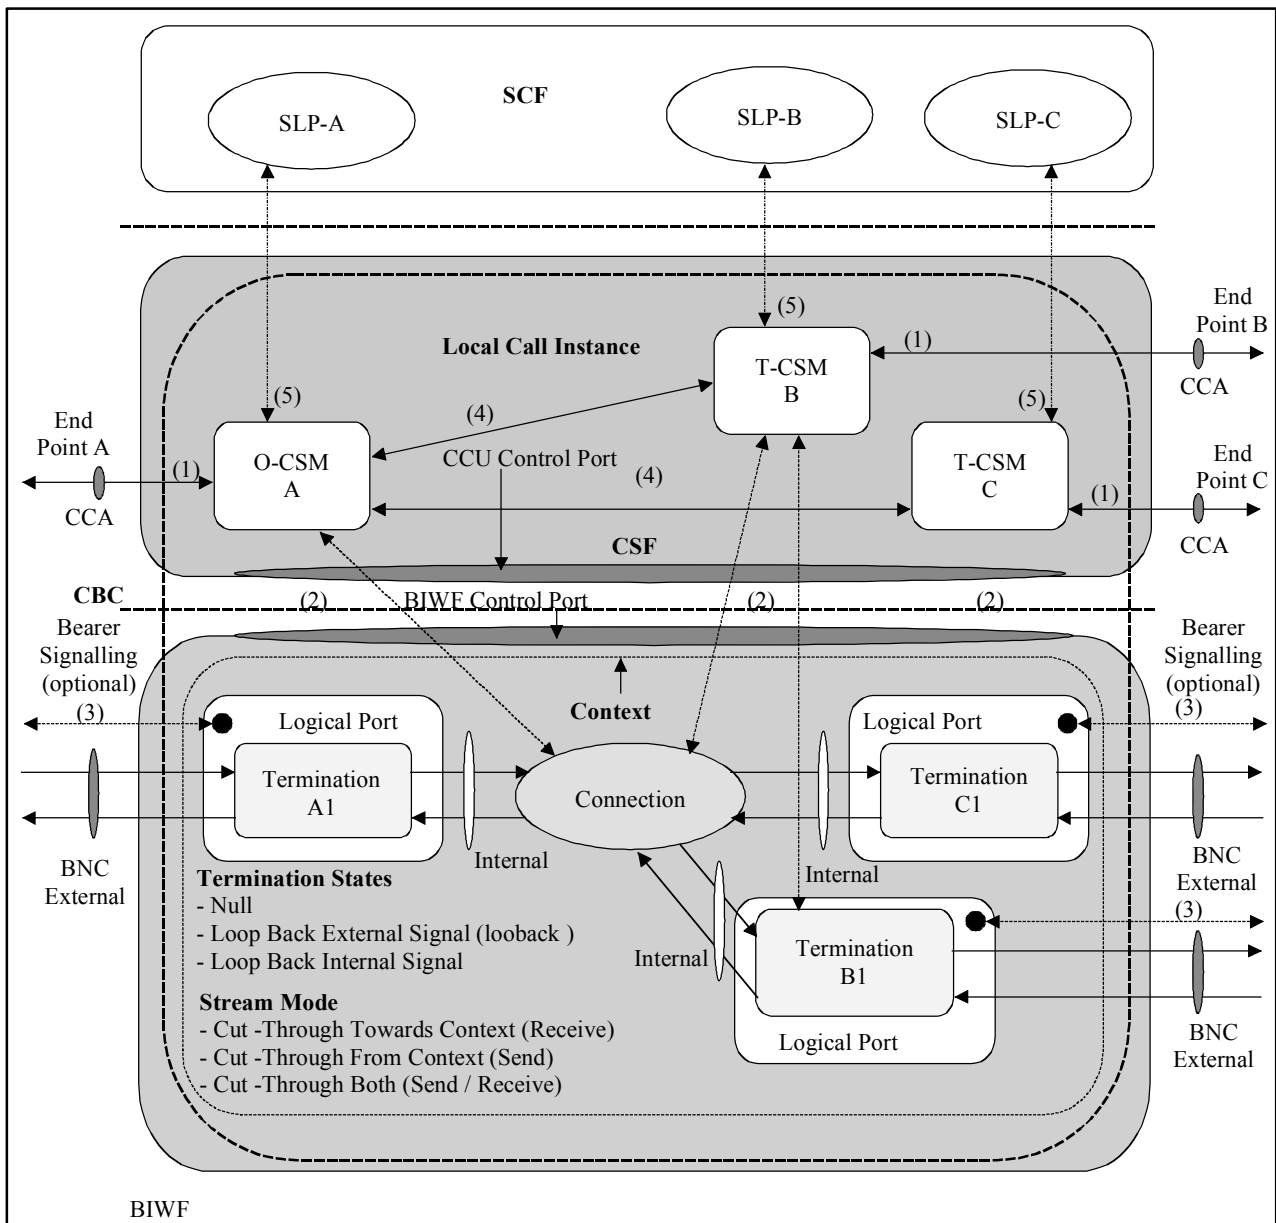 SCF
SLP-A
SLP-B
SLP-C
(5)
(5)
(5)
Local Call Instance
T-CSM
B
(1)
End
Point B
CCA
End
Point A
(1)
CCA
O-CSM
A
(4)
CCU Control Port
(4)
T-CSM
C
(1)
End
Point C
CCA
CSF
CBC
(2)
BIWF Control Port
(2)
(2)
Bearer
Signalling
(optional)
(3)
Bearer
Signalling
(optional)
(3)
Logical Port
Context
Logical Port
Termination
A1
Connection
Termination
C1
BNC
External
Internal
Internal
BNC
External
(3)
Termination States
- Null
- Loop Back External Signal (looback )
- Loop Back Internal Signal
Internal
Termination
B1
Logical Port
BNC
External
Stream Mode
- Cut -Through Towards Context (Receive)
- Cut -Through From Context (Send)
- Cut -Through Both (Send / Receive)
BIWF